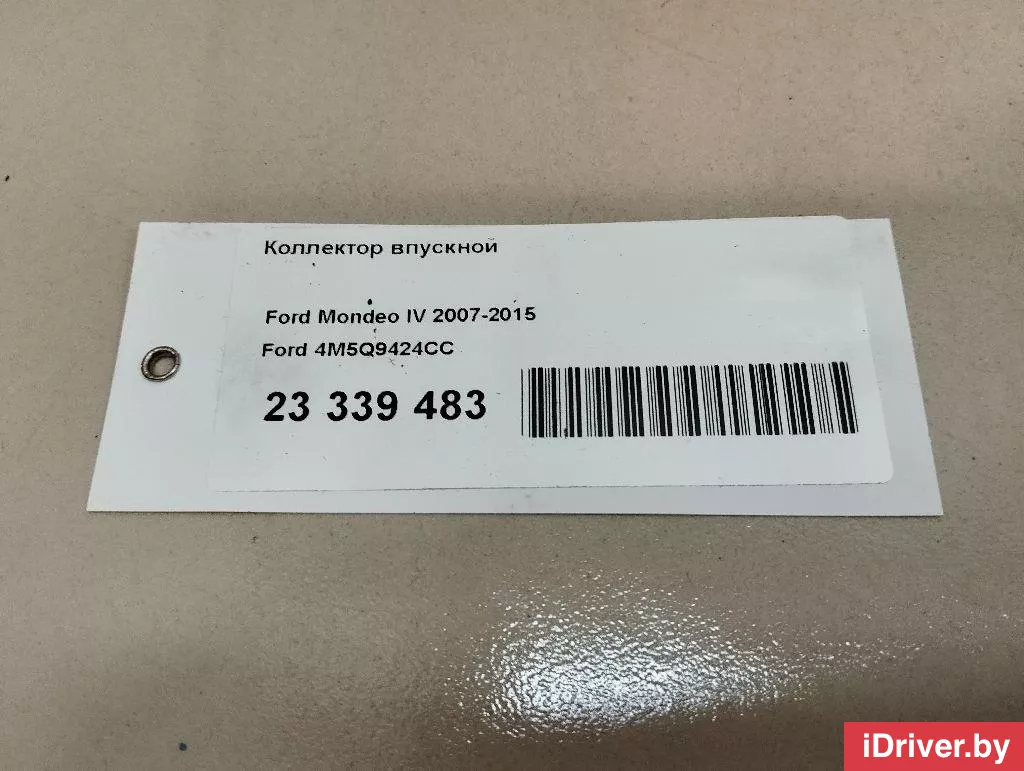 Коллектор впускной
Ford Mondeo IV 2007-2015
Ford 4M5Q9424CC
23 339 483
iDriver.by